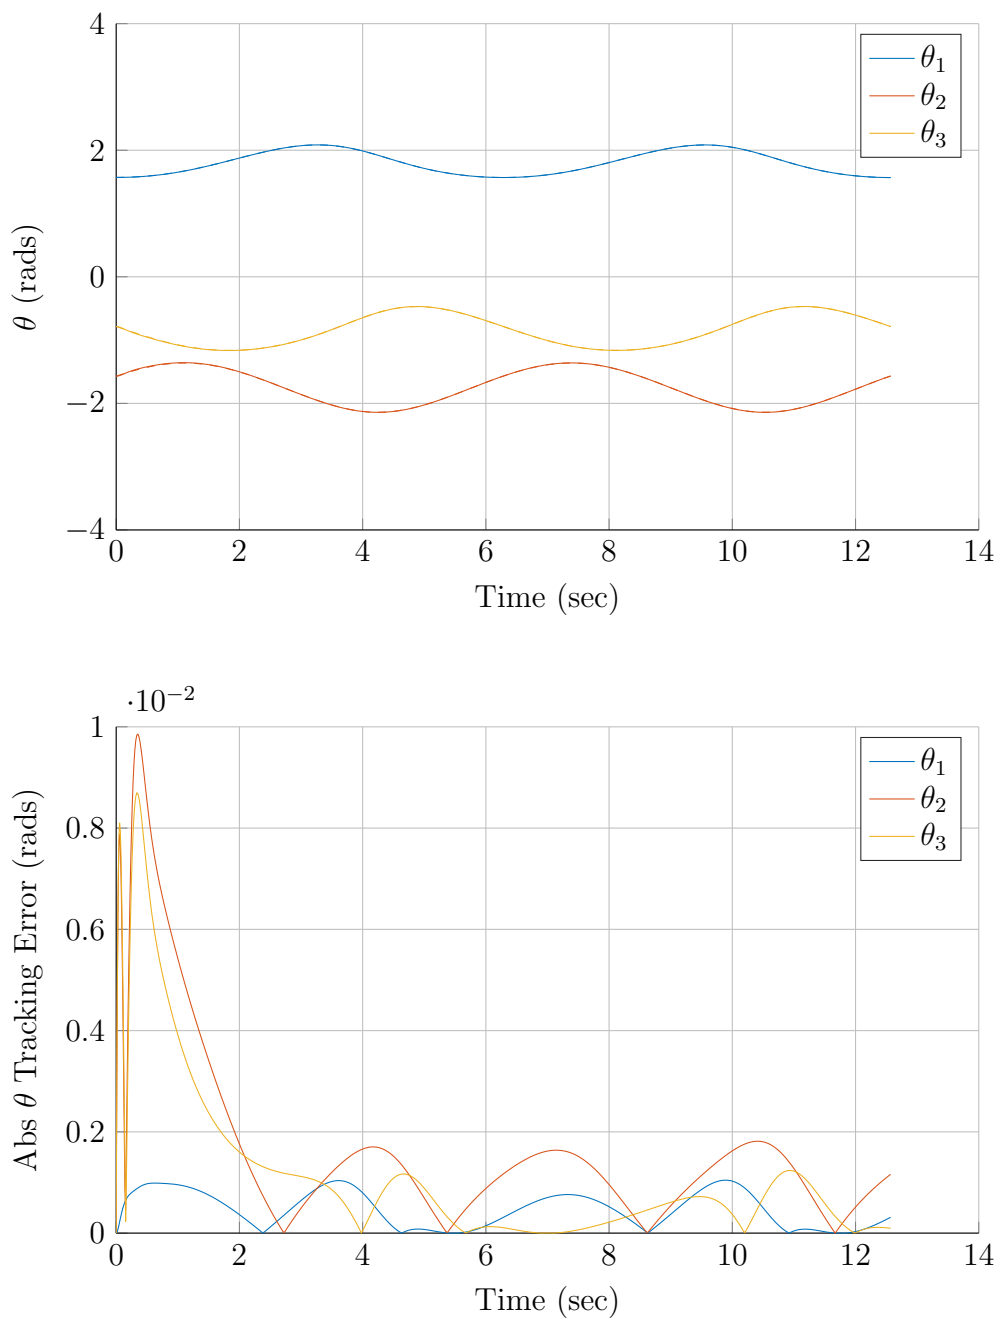 4
2
0
−2
−4
θ (rads)
θ1
θ2
θ3
0 2 4 6 8 10 12 14
Time (sec)
·10−2
1
0.8
0.6
0.4
0.2
0
Abs θ Tracking Error (rads)
θ1
θ2
θ3
0 2 4 6 8 10 12 14
Time (sec)